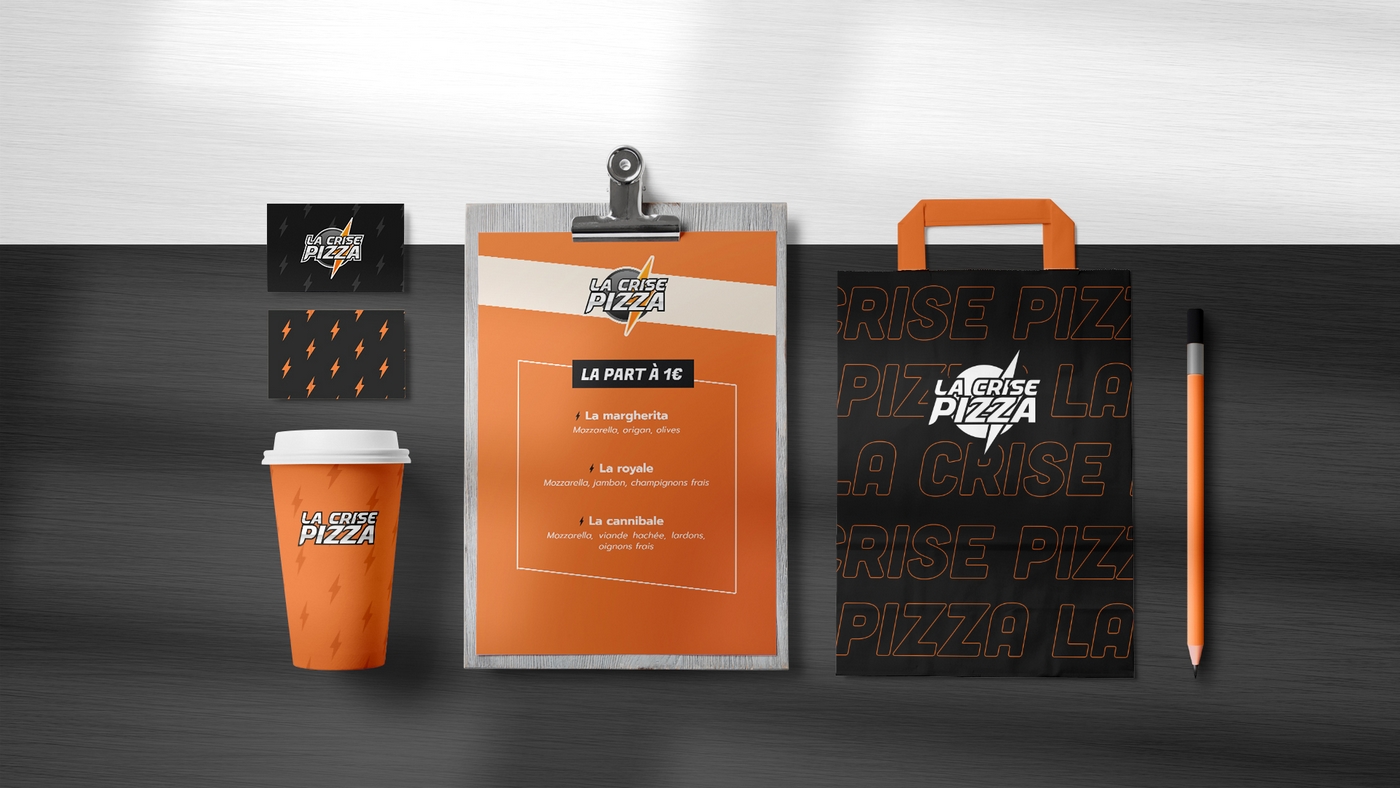 LA CRISE
PIZZA
LA CRISE
PIZZA
LA CRISE
PIZZA
LA PART À 1€
La margherita
Mozzarella, origan, olives
La royale
Mozzarella, jambon, champignons frais
La cannibale
Mozzarella, viande hachée, lardons,
oignons frais
CRISE PIZZ
PIZZA LA
LA CRISE
PIZZA
LA CRISE
CRISE PIZZ
PIZZA LA